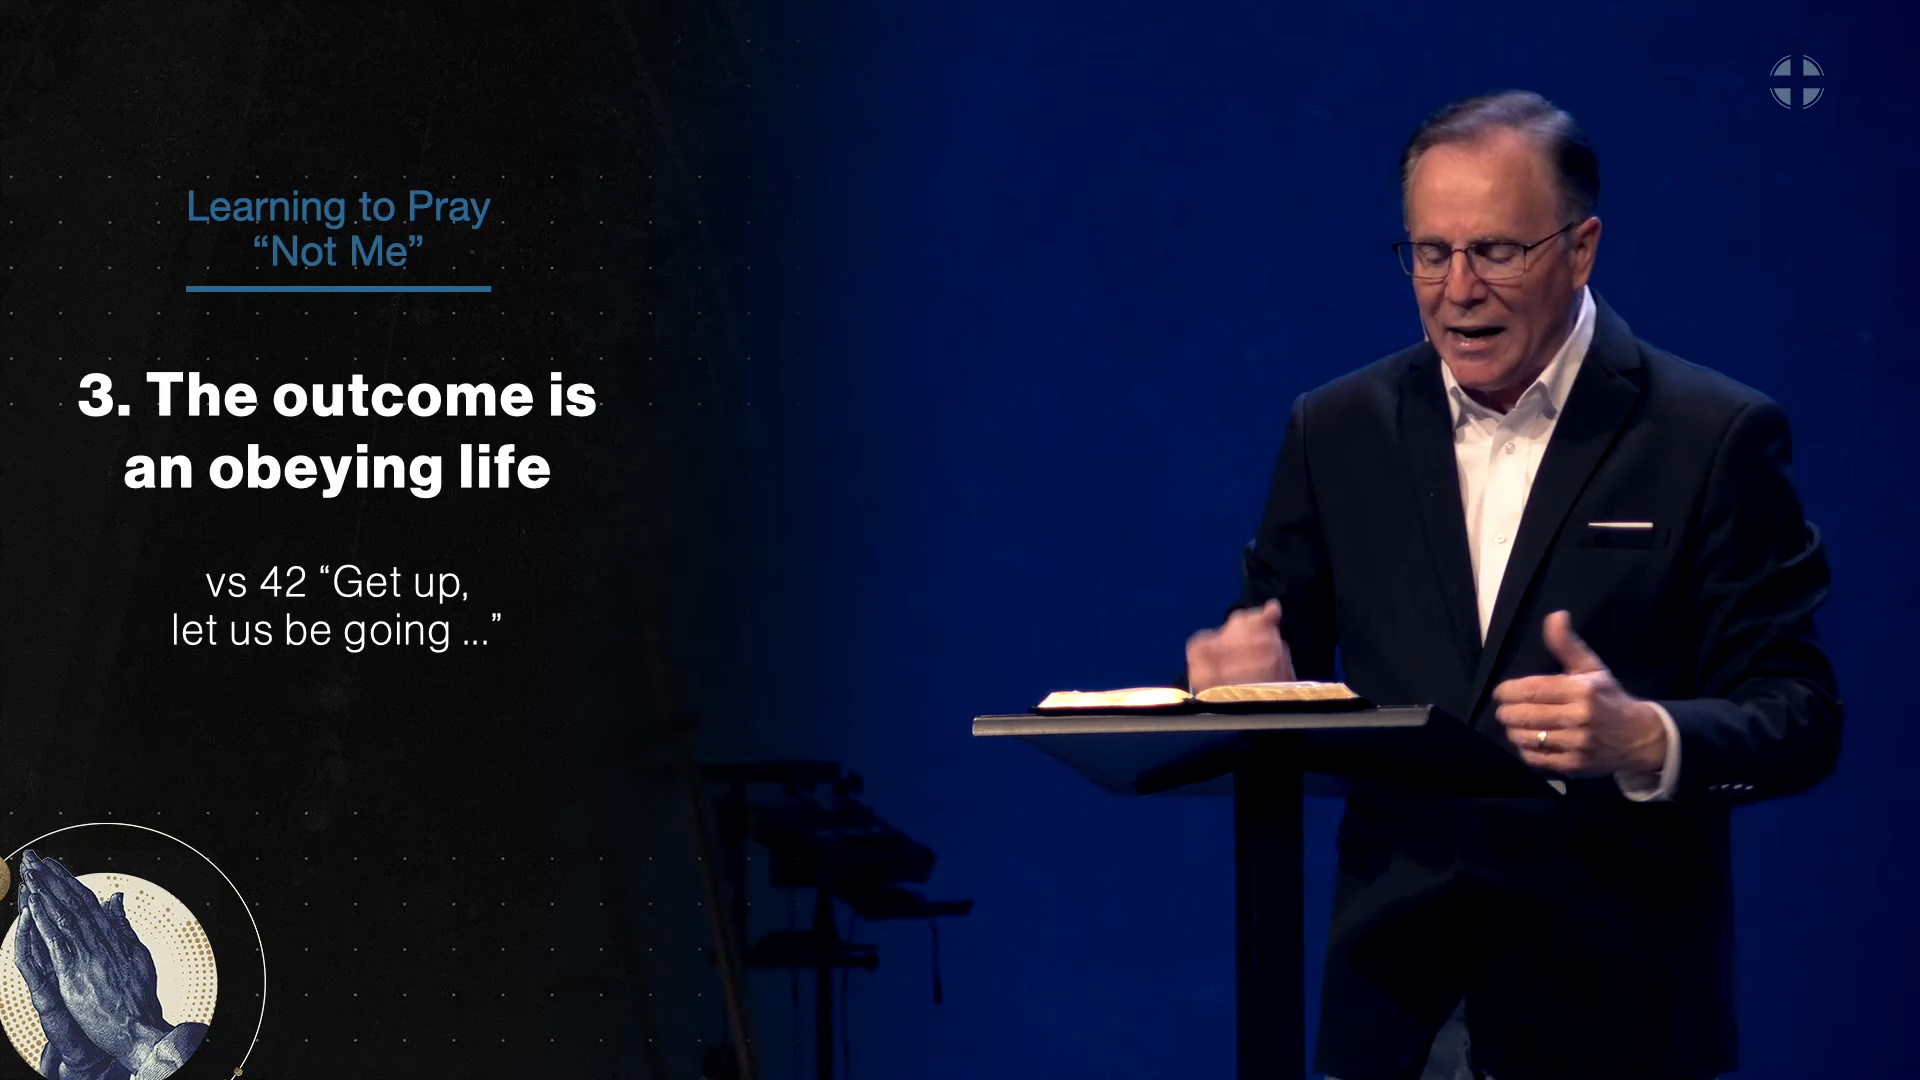 Learning to Pray
“Not Me”
3. The outcome is
an obeying life
vs 42 “Get up,
let us be going ...”